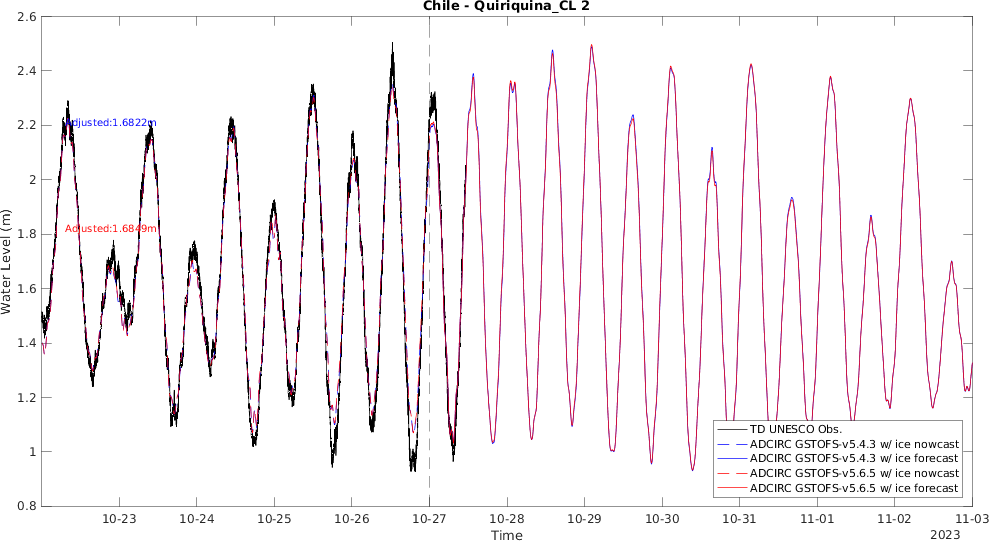 Chile - Quiriquina_CL 2
Water Level (m)
2.6
2.4
2.2
2
1.8
1.6
1.4
1.2
1
0.8
Adjusted:1.6822m
Adjusted:1.6849m
TD UNESCO Obs.
ADCIRC GSTOFS-v5.4.3 w/ ice nowcast
ADCIRC GSTOFS-v5.4.3 w/ ice forecast
ADCIRC GSTOFS-v5.6.5 w/ ice nowcast
ADCIRC GSTOFS-v5.6.5 w/ ice forecast
10-23 10-24 10-25 10-26 10-27 10-28 10-29 10-30 10-31 11-01 11-02 11-03
Time
2023